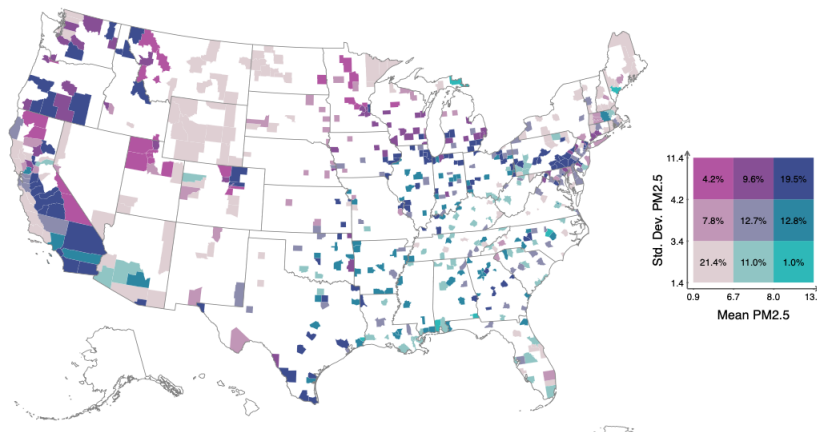 11.4
4.2% 9.6% 19.5%
4.2
7.8% 12.7% 12.8%
3.4
21.4% 11.0% 1.0%
1.4
0.9 6.7 8.0 13.
Std. Dev. PM2.5
Mean PM2.5